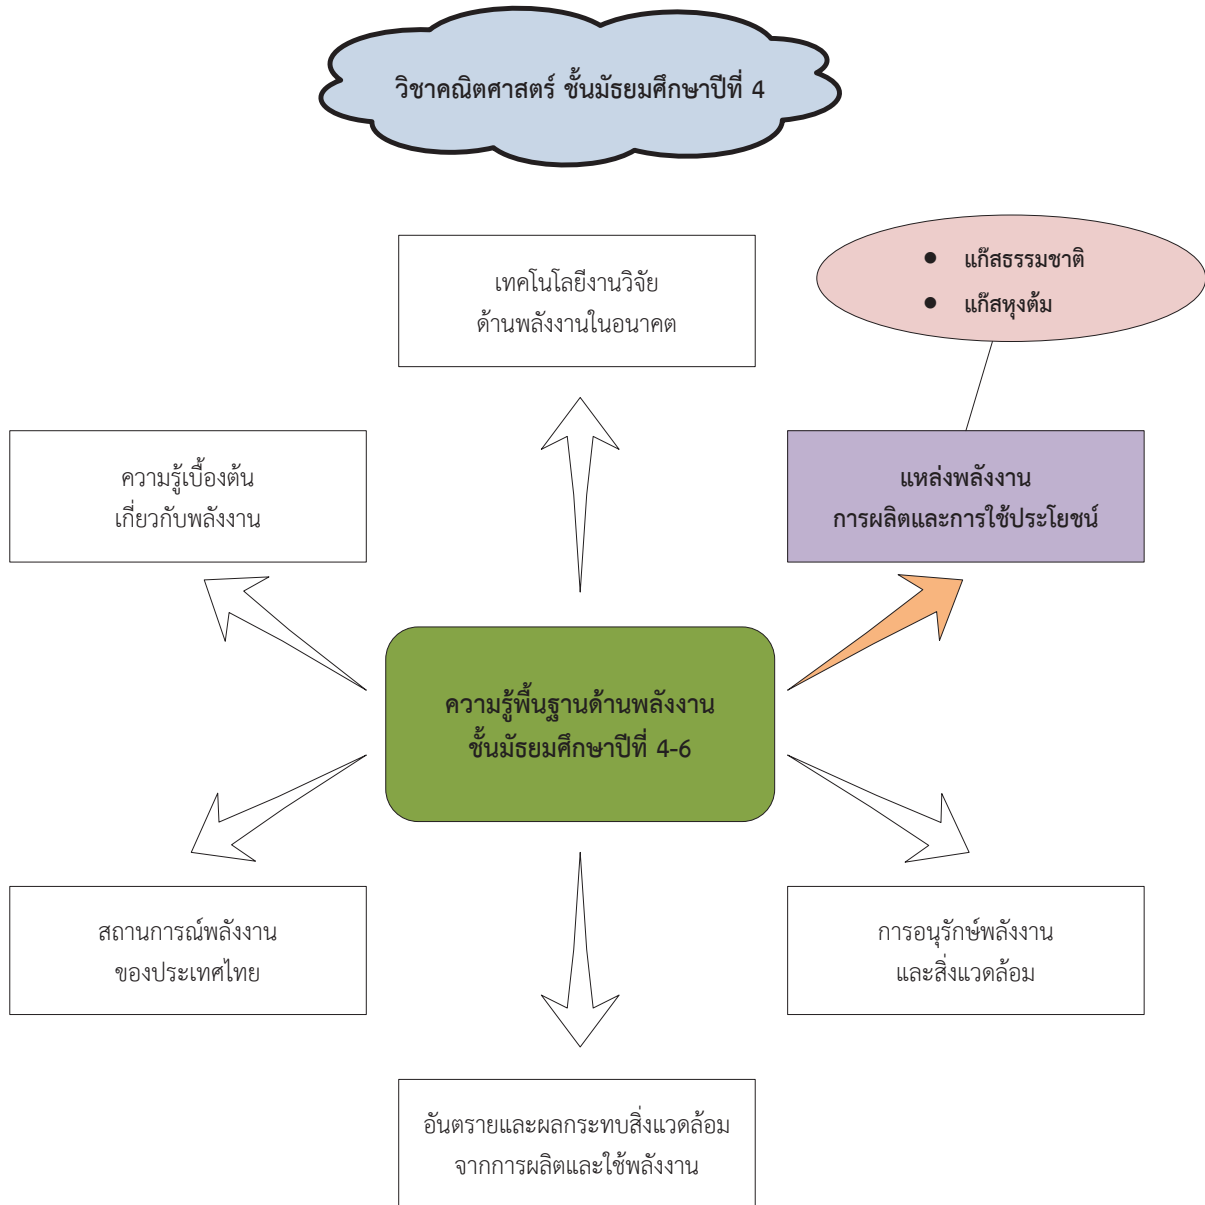 วิชาคณิตศาสตร์ ชั้นมัธยมศึกษาปีที่ 4
เทคโนโลยีงานวิจัย
ด้านพลังงานในอนาคต
● แก๊สธรรมชาติ
● แก๊สหุงต้ม
ความรู้เบื้องต้น
เกี่ยวกับพลังงาน
แหล่งพลังงาน
การผลิตและการใช้ประโยชน์
ความรู้พื้นฐานด้านพลังงาน
ชั้นมัธยมศึกษาปีที่ 4-6
สถานการณ์พลังงาน
ของประเทศไทย
การอนุรักษ์พลังงาน
และสิ่งแวดล้อม
อันตรายและผลกระทบสิ่งแวดล้อม
จากการผลิตและใช้พลังงาน